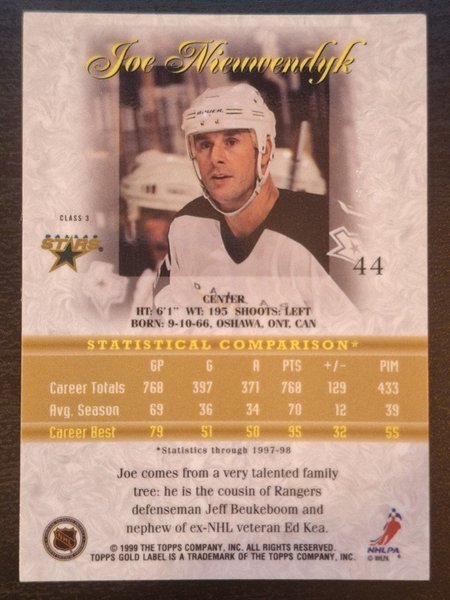 Joe Nieuwendyk
BAUER
CLASS 3
STARS
44
CENTER
HT: 6'1" WT: 195 SHOOTS: LEFT
BORN: 9-10-66, OSHAWA, ONT, CAN
STATISTICAL COMPARISON*
GP G A PTS +/- PIM
Career Totals 768 397 371 768 129 433
Avg. Season 69 36 34 70 12 39
Career Best 79 51 50 95 32 55
*Statistics through 1997-98
Joe comes from a very talented family
tree: he is the cousin of Rangers
defenseman Jeff Beukeboom and
nephew of ex-NHL veteran Ed Kea.
© 1999 THE TOPPS COMPANY, INC. ALL RIGHTS RESERVED.
TOPPS GOLD LABEL IS A TRADEMARK OF THE TOPPS COMPANY, INC.
NHL
NHLPA